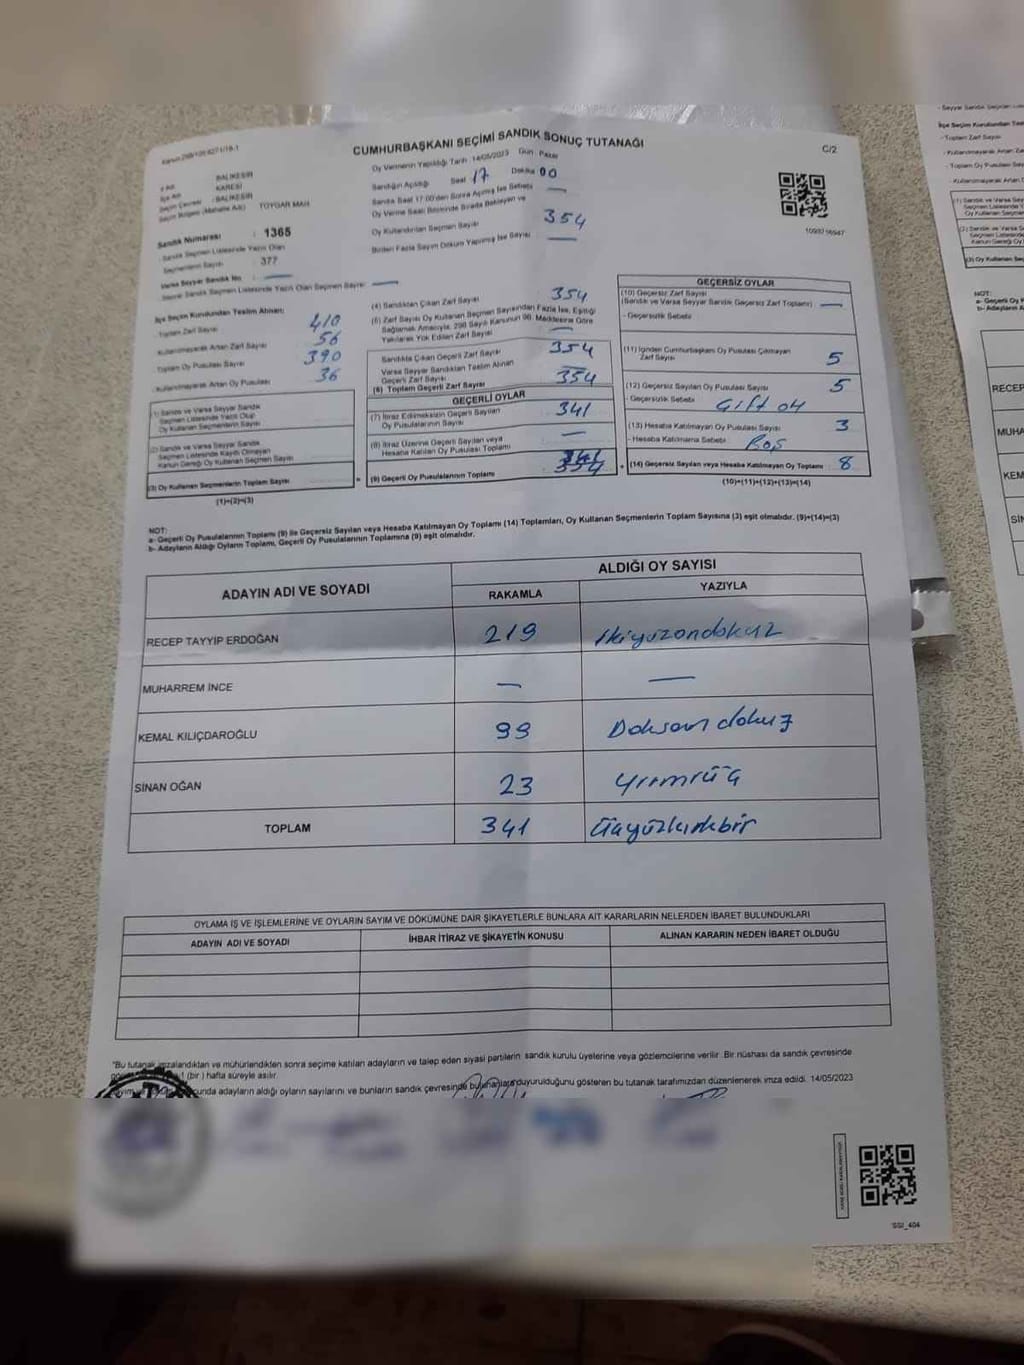 CUMHURBAŞKANI SEÇİMİ SANDIK SONUÇ TUTANAĞI
C/2
Oy Vermenin Yapıldığı Tarih 14/05/2023 Gün Pazar
Sandığın Açıldığı Saat 17 Dakika 00
Sandık Saat 17:00'den Sonra Açılmış İse Sebebi —
Oy Verme Saati Bitiminde Sırada Bekleyen ve
Oy Kullandırılan Seçmen Sayısı 354
Birden Fazla Sayım Döküm Yapılmış İse Sayısı —
İli Adı BALIKESİR
İlçe Adı KARESİ
Seçim Çevresi : BALIKESİR
Seçim Bölgesi (Mahalle Adı) TOYGAR MAH
Sandık Numarası : 1365
Sandık Seçmen Listesinde Yazılı Olan
Seçmenlerin Sayısı : 377
Varsa Seyyar Sandık No : —
Seyyar Sandık Seçmen Listesinde Yazılı Olan Seçmen Sayısı : —
İlçe Seçim Kurulundan Teslim Alınan;
Toplam Zarf Sayısı 410
Kullanılmayarak Artan Zarf Sayısı 56
Toplam Oy Pusulası Sayısı 390
Kullanılmayarak Artan Oy Pusulası 36
(1) Sandık ve Varsa Seyyar Sandık
Seçmen Listesinde Yazılı Olup
Oy Kullanan Seçmenlerin Sayısı
(2) Sandık ve Varsa Seyyar Sandık
Seçmen Listesinde Kaydı Olmayan
Kanun Gereği Oy Kullanan Seçmen Sayısı
(3) Oy Kullanan Seçmenlerin Toplam Sayısı
(1)+(2)=(3)
(4) Sandıktan Çıkan Zarf Sayısı 354
(5) Zarf Sayısı Oy Kullanan Seçmen Sayısından Fazla İse, Eşitliği
Sağlamak Amacıyla, 298 Sayılı Kanunun 98. Maddesine Göre
Yakılarak Yok Edilen Zarf Sayısı —
Sandıkta Çıkan Geçerli Zarf Sayısı 354
Varsa Seyyar Sandıktan Teslim Alınan
Geçerli Zarf Sayısı
(6) Toplam Geçerli Zarf Sayısı 354
GEÇERLİ OYLAR
(7) İtiraz Edilmeksizin Geçerli Sayılan
Oy Pusulasının Sayısı 341
(8) İtiraz Üzerine Geçerli Sayılan veya
Hesaba Katılan Oy Pusulası Toplamı —
(9) Geçerli Oy Pusulalarının Toplamı 341
GEÇERSİZ OYLAR
(10) Geçersiz Zarf Sayısı
(Sandık ve Varsa Seyyar Sandık Geçersiz Zarf Toplamı) —
- Geçersizlik Sebebi
(11) İçinden Cumhurbaşkanı Oy Pusulası Çıkmayan
Zarf Sayısı 5
(12) Geçersiz Sayılan Oy Pusulası Sayısı 5
- Geçersizlik Sebebi Gift oy
(13) Hesaba Katılmayan Oy Pusulası Sayısı 3
- Hesaba Katılmama Sebebi Boş
(14) Geçersiz Sayılan veya Hesaba Katılmayan Oy Toplamı 8
(10)+(11)+(12)+(13)=(14)
NOT:
a- Geçerli Oy Pusulalarının Toplamı (9) ile Geçersiz Sayılan veya Hesaba Katılmayan Oy Toplamı (14) Toplamları, Oy Kullanan Seçmenlerin Toplam Sayısına (3) eşit olmalıdır. (9)+(14)=(3)
b- Adayların Aldığı Oyların Toplamı, Geçerli Oy Pusulalarının Toplamına (9) eşit olmalıdır.
ADAYIN ADI VE SOYADI
ALDIĞI OY SAYISI
RAKAMLA YAZIYLA
RECEP TAYYIP ERDOĞAN 219 İkiyüzondokuz
MUHARREM İNCE — —
KEMAL KILIÇDAROĞLU 99 Doksandokuz
SİNAN OĞAN 23 yirmiüç
TOPLAM 341 üçyüzkırkbir
OYLAMA İŞ VE İŞLEMLERİNE VE OYLARIN SAYIM VE DÖKÜMÜNE DAİR ŞİKAYETLERLE BUNLARA AİT KARARLARIN NELERDEN İBARET BULUNDUKLARI
ADAYIN ADI VE SOYADI İHBAR İTİRAZ VE ŞİKAYETİN KONUSU ALINAN KARARIN NEDEN İBARET OLDUĞU
"Bu tutanak imzalandıktan ve mühürlendikten sonra seçime katılan adayların ve talep eden siyasi partilerin sandık kurulu üyelerine veya gözlemcilerine verilir. Bir nüshası da sandık çevresinde
1 (bir) hafta süreyle asılır.
adayların aldığı oyların sayılarını ve bunların sandık çevresinde duyurulduğunu gösteren bu tutanak tarafımızdan düzenlenerek imza edildi. 14/05/2023